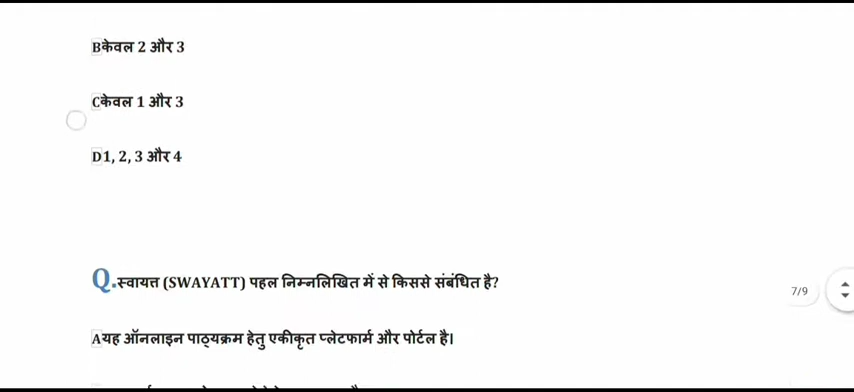 Bकेवल 2 और 3
Cकेवल 1 और 3
D1, 2, 3 और 4
Q.स्वायत्त (SWAYATT) पहल निम्नलिखित में से किससे संबंधित है?
7/9
Aयह ऑनलाइन पाठ्यक्रम हेतु एकीकृत प्लेटफार्म और पोर्टल है।